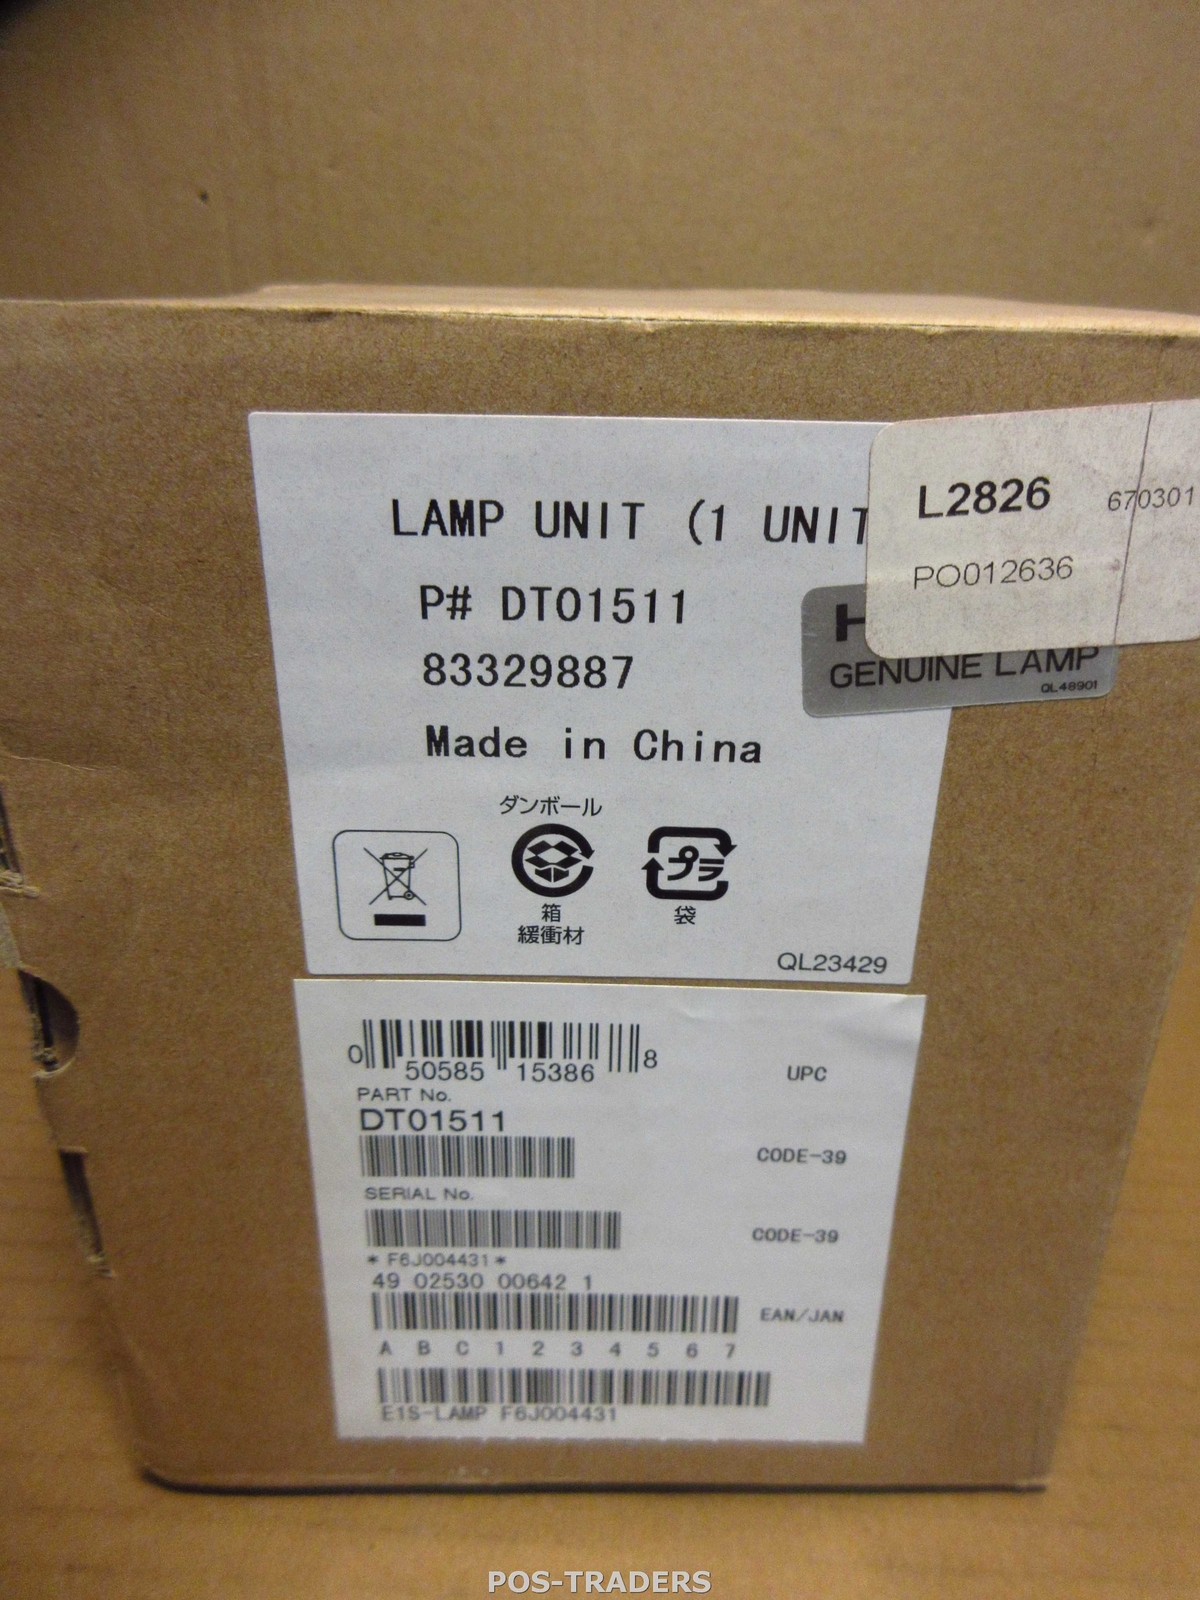 LAMP UNIT (1 UNIT
L2826 670301
PO012636
P# DT01511
H
GENUINE LAMP
QL48901
83329887
Made in China
ダンボール
プラ
箱
緩衝材
袋
QL23429
0 50585 15386 8
UPC
PART No.
DT01511
CODE-39
SERIAL No.
CODE-39
*F6J004431*
49 02530 00642 1
EAN/JAN
A B C 1 2 3 4 5 6 7
E1S-LAMP F6J004431
POS-TRADERS